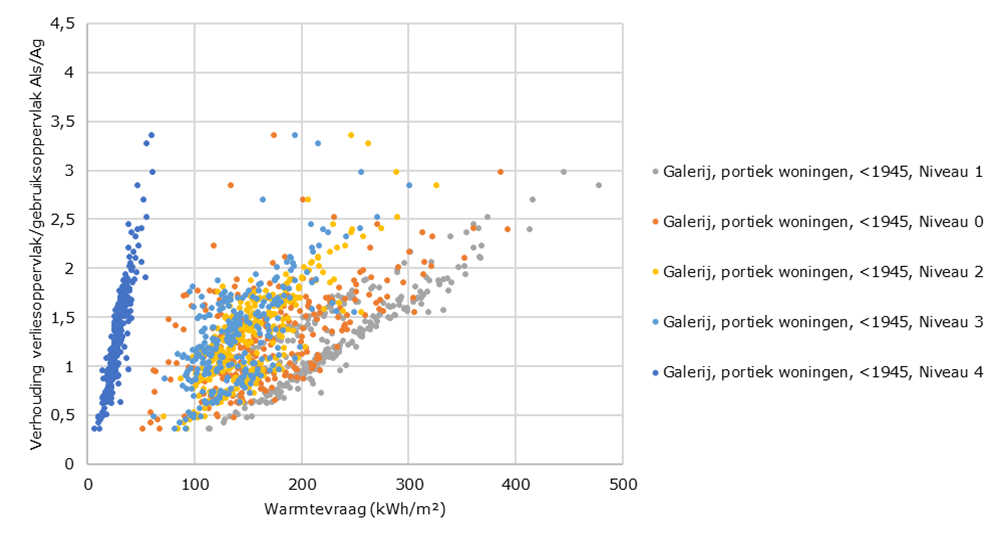 4,5
4
3,5
3
2,5
2
1,5
1
0,5
0
0 100 200 300 400 500
Verhouding verliesoppervlak/gebruiksoppervlak Als/Ag
Warmtevraag (kWh/m²)
Galerij, portiek woningen, <1945, Niveau 1
Galerij, portiek woningen, <1945, Niveau 0
Galerij, portiek woningen, <1945, Niveau 2
Galerij, portiek woningen, <1945, Niveau 3
Galerij, portiek woningen, <1945, Niveau 4